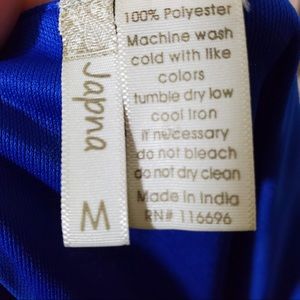 Japna
M
100% Polyester
Machine wash
cold with like
colors
tumble dry low
cool iron
if necessary
do not bleach
do not dry clean
Made in India
RN# 116696